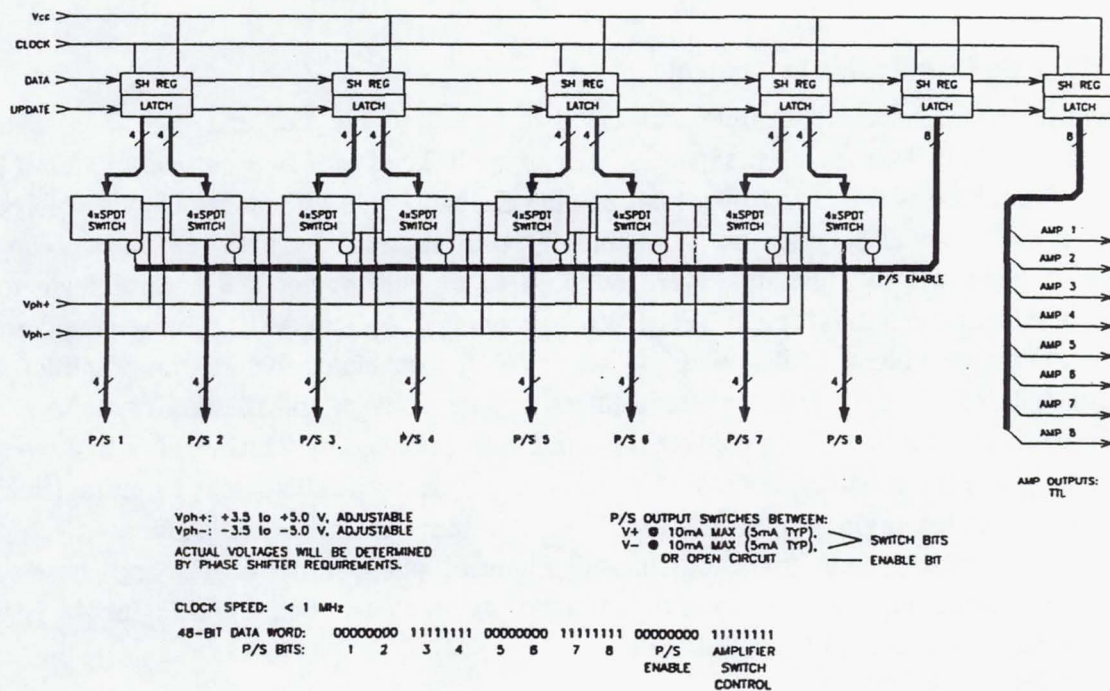 Vcc
CLOCK
DATA
UPDATE
SH REG SH REG SH REG SH REG SH REG SH REG
LATCH LATCH LATCH LATCH LATCH LATCH
4 4 4 4 4 4 4 4 8 8
4xSPDT SWITCH
4xSPDT SWITCH
4xSPDT SWITCH
4xSPDT SWITCH
4xSPDT SWITCH
4xSPDT SWITCH
4xSPDT SWITCH
4xSPDT SWITCH
P/S ENABLE
Vph+
Vph-
4 4 4 4 4 4 4 4
P/S 1 P/S 2 P/S 3 P/S 4 P/S 5 P/S 6 P/S 7 P/S 8
AMP 1
AMP 2
AMP 3
AMP 4
AMP 5
AMP 6
AMP 7
AMP 8
AMP OUTPUTS:
TTL
Vph+: +3.5 to +5.0 V, ADJUSTABLE
Vph-: -3.5 to -5.0 V, ADJUSTABLE
ACTUAL VOLTAGES WILL BE DETERMINED
BY PHASE SHIFTER REQUIREMENTS.
P/S OUTPUT SWITCHES BETWEEN:
V+ @ 10mA MAX (5mA TYP),
V- @ 10mA MAX (5mA TYP),
OR OPEN CIRCUIT
SWITCH BITS
ENABLE BIT
CLOCK SPEED: < 1 MHz
48-BIT DATA WORD: 00000000 11111111 00000000 11111111 00000000 11111111
P/S BITS: 1 2 3 4 5 6 7 8 P/S AMPLIFIER
ENABLE SWITCH
CONTROL